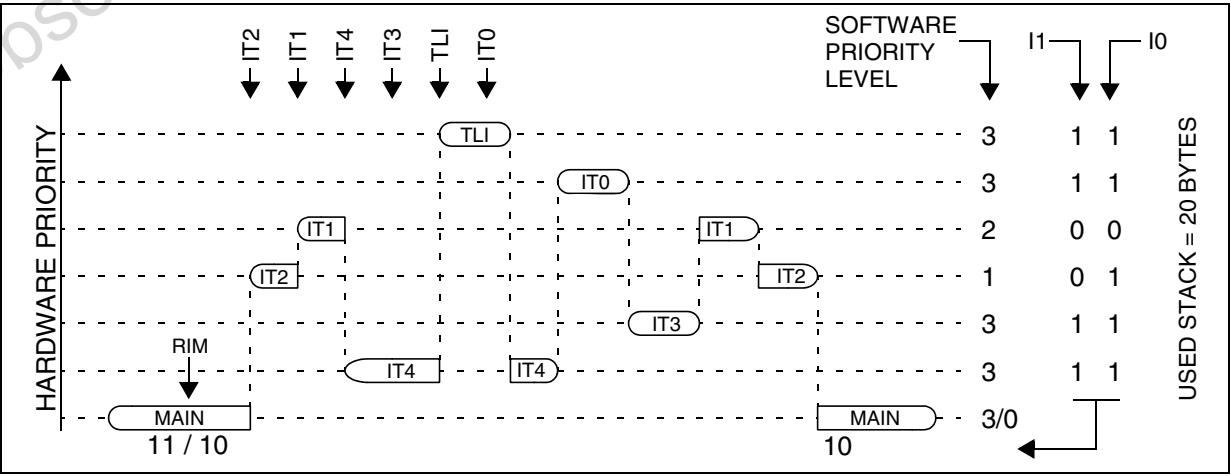 IT2
IT1
IT4
IT3
TLI
IT0
SOFTWARE
PRIORITY
LEVEL
I1
I0
HARDWARE PRIORITY
TLI
3
1 1
IT0
3
1 1
IT1
IT1
2
0 0
IT2
IT2
1
0 1
IT3
3
1 1
RIM
IT4
IT4
3
1 1
MAIN
MAIN
3/0
11 / 10
10
USED STACK = 20 BYTES